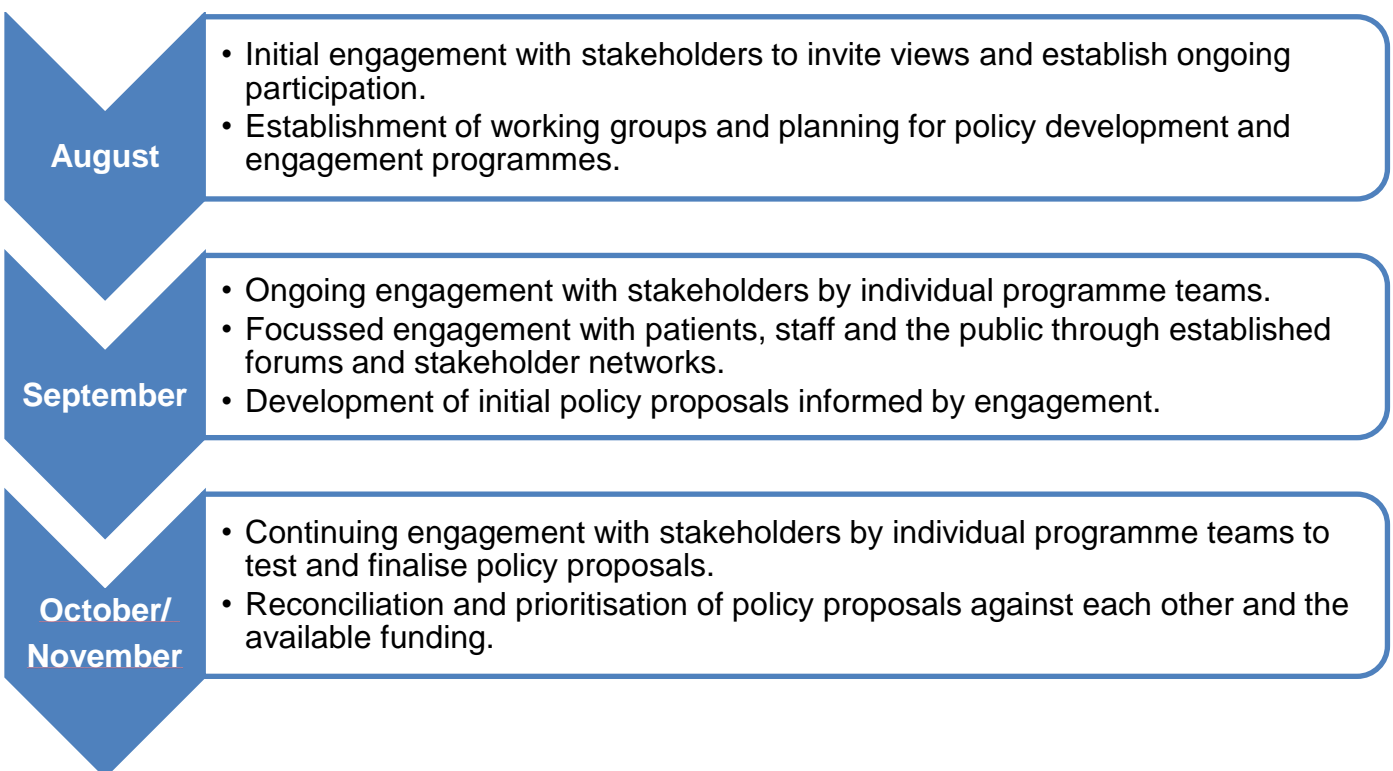 August
• Initial engagement with stakeholders to invite views and establish ongoing
participation.
• Establishment of working groups and planning for policy development and
engagement programmes.
September
• Ongoing engagement with stakeholders by individual programme teams.
• Focussed engagement with patients, staff and the public through established
forums and stakeholder networks.
• Development of initial policy proposals informed by engagement.
October/
November
• Continuing engagement with stakeholders by individual programme teams to
test and finalise policy proposals.
• Reconciliation and prioritisation of policy proposals against each other and the
available funding.